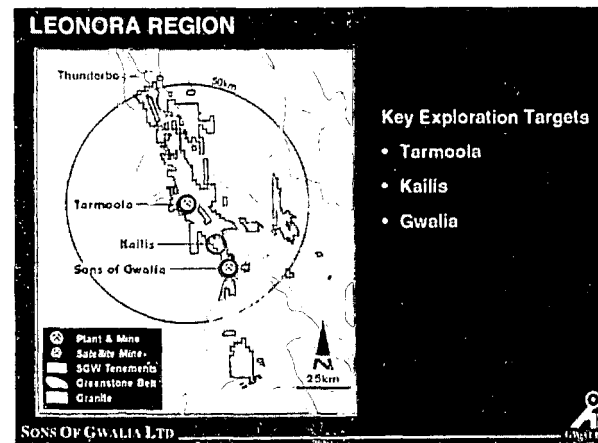 LEONORA REGION
Thunderbo
50km
Tarmoola
Kailis
Sons of Gwalia
Plant & Mine
Satellite Mine
SGW Tenements
Greenstone Belt
Granite
N
25km
Key Exploration Targets
• Tarmoola
• Kailis
• Gwalia
SONS OF GWALIA LTD